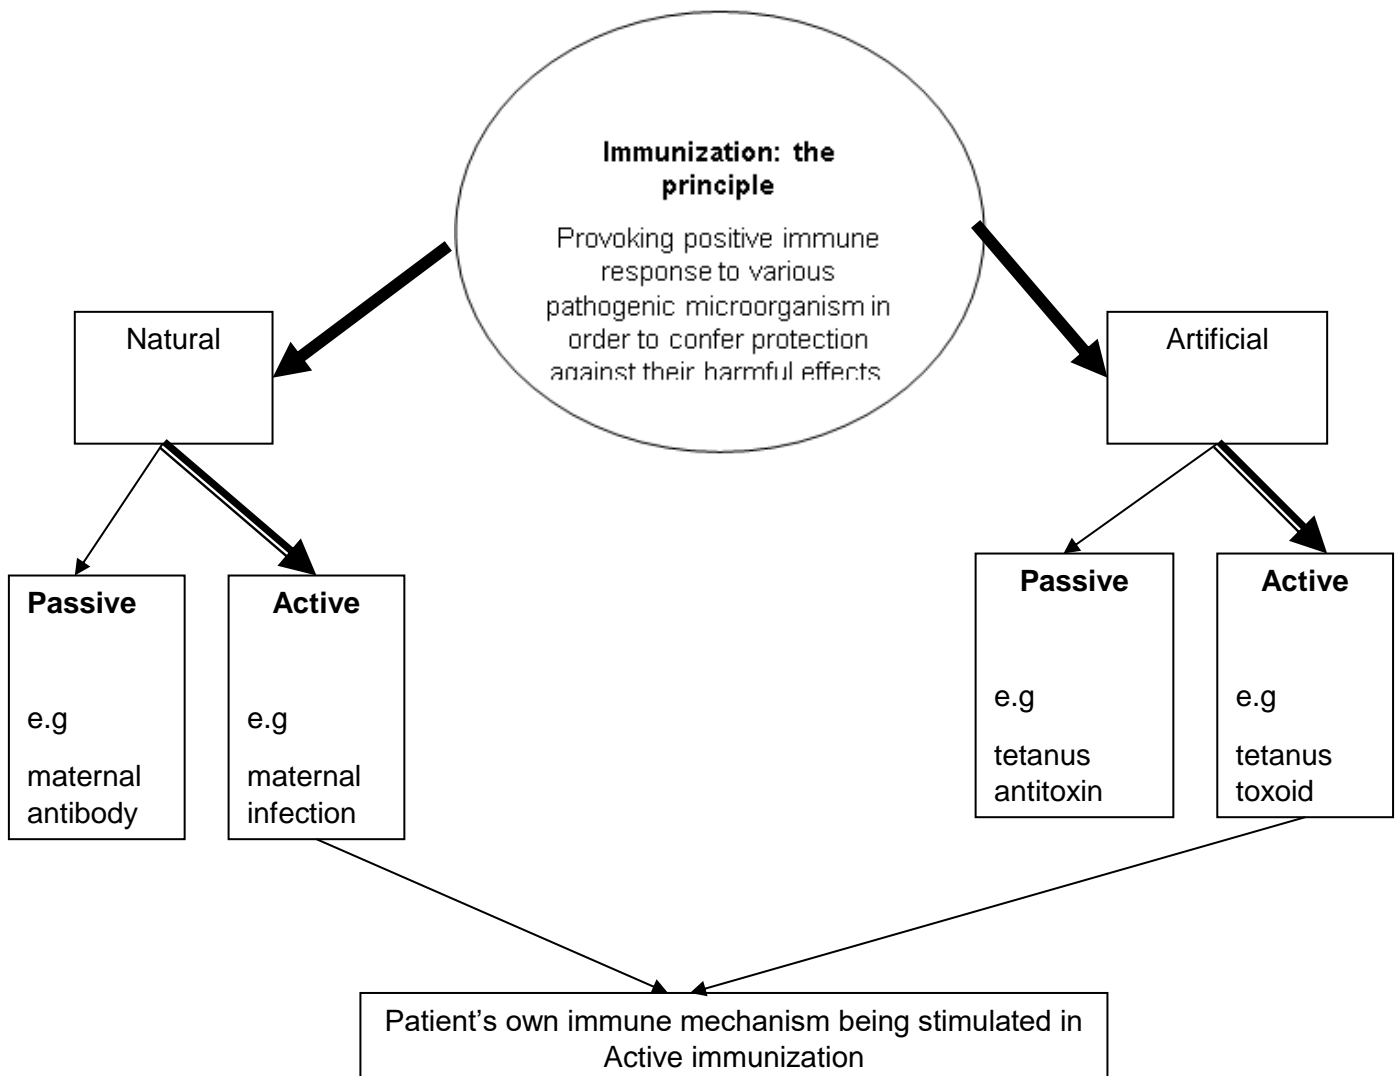 Immunization: the
principle
Provoking positive immune
response to various
pathogenic microorganism in
order to confer protection
against their harmful effects
Natural
Artificial
Passive
e.g
maternal
antibody
Active
e.g
maternal
infection
Passive
e.g
tetanus
antitoxin
Active
e.g
tetanus
toxoid
Patient’s own immune mechanism being stimulated in
Active immunization